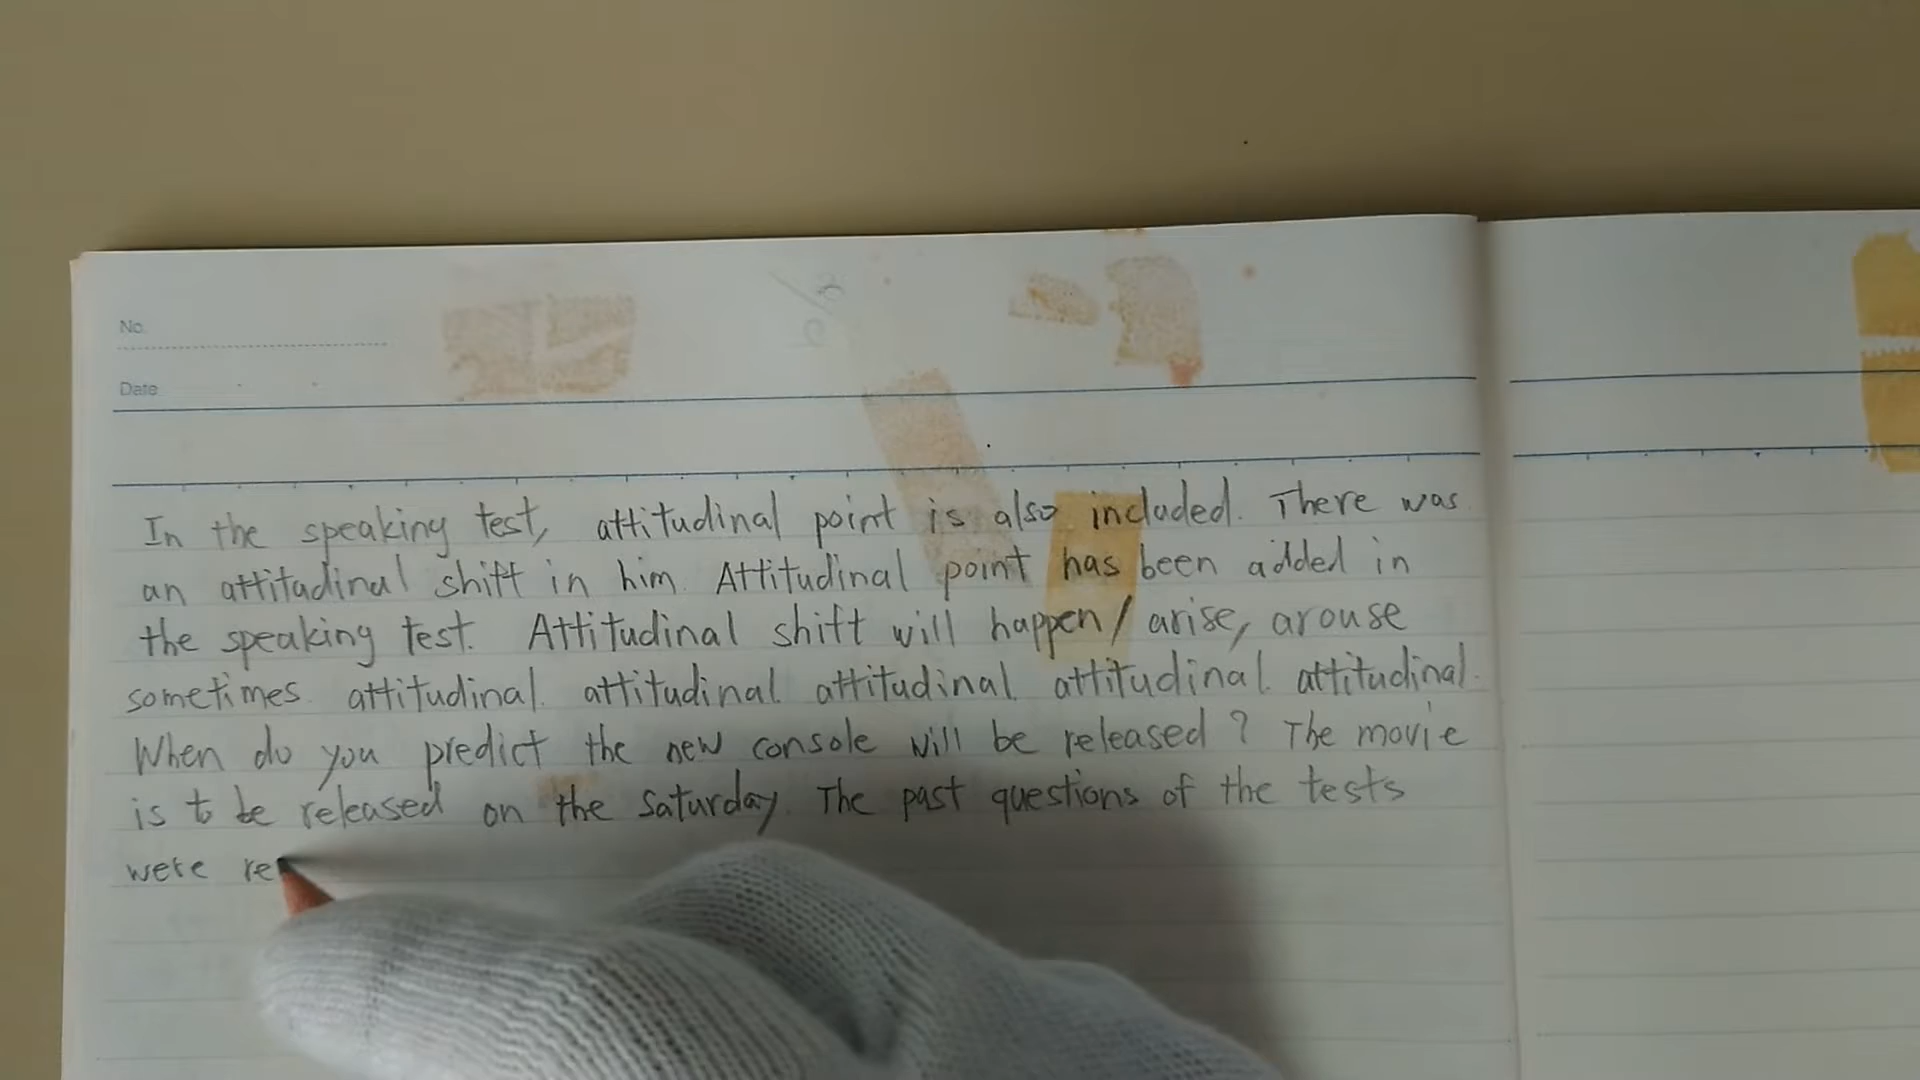 No.
Date
In the speaking test, attitudinal point is also included. There was
an attitudinal shift in him. Attitudinal point has been added in
the speaking test. Attitudinal shift will happen/ arise, arouse
sometimes. attitudinal. attitudinal. attitudinal. attitudinal. attitudinal.
When do you predict the new console will be released? The movie
is to be released on the Saturday. The past questions of the tests
were re